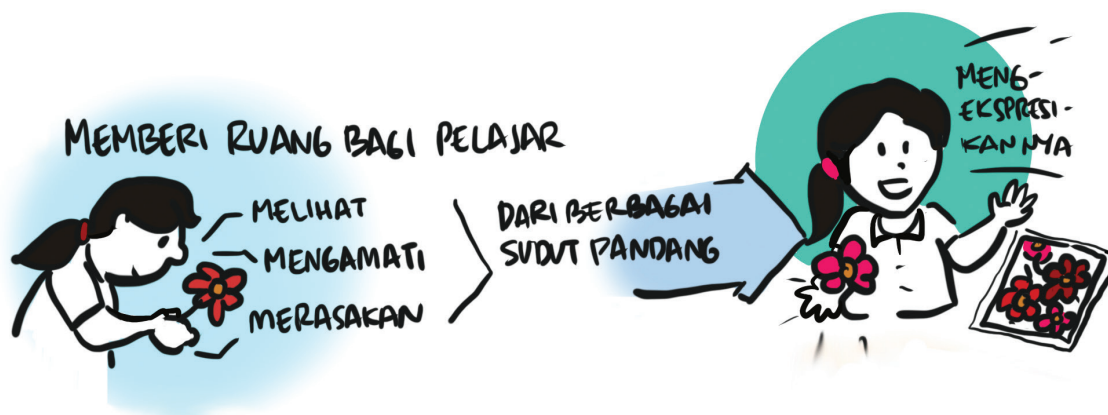 MEMBERI RUANG BAGI PELAJAR
MELIHAT
MENGAMATI
MERASAKAN
DARI BERBAGAI
SUDUT PANDANG
MENG-
EKSPRESI-
KANNYA